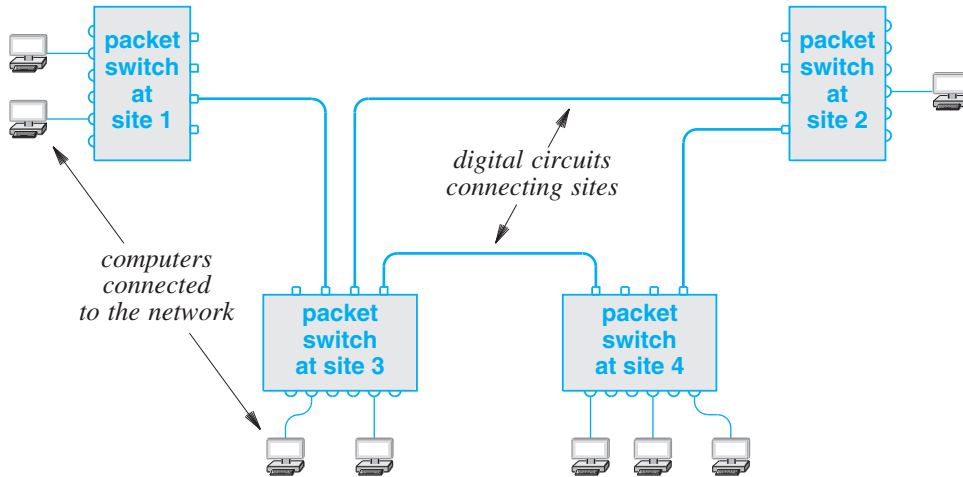 packet
switch
at
site 1
packet
switch
at
site 2
digital circuits
connecting sites
computers
connected
to the network
packet
switch
at site 3
packet
switch
at site 4